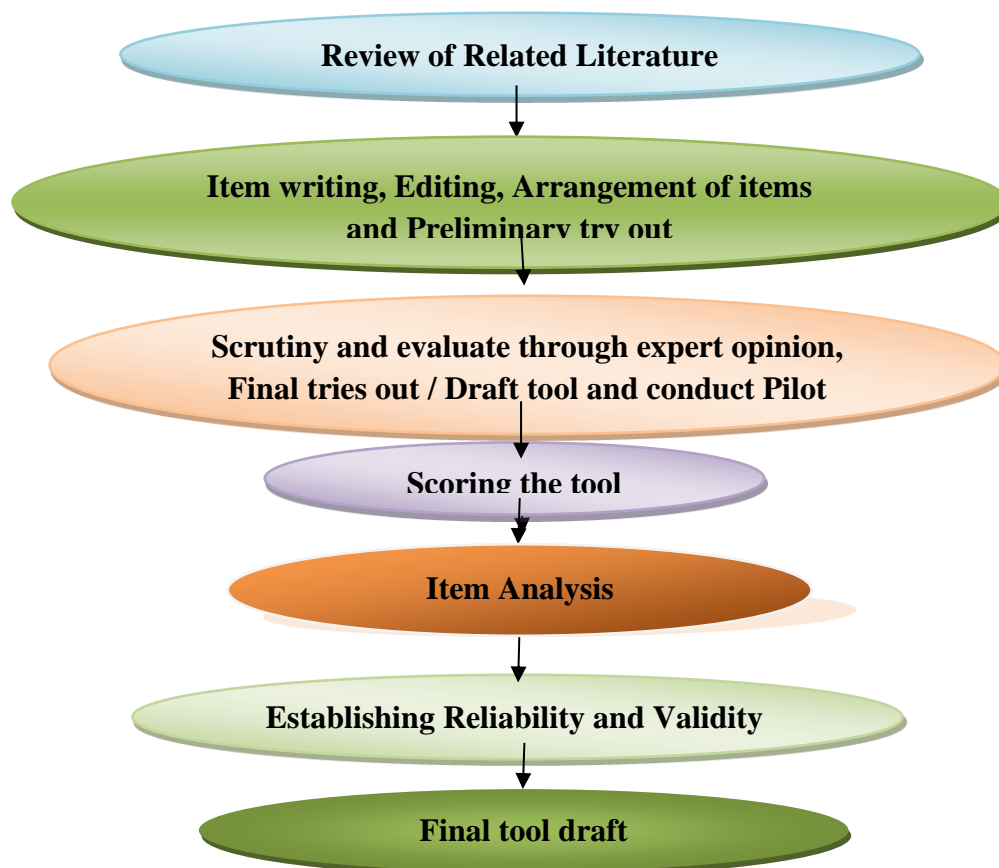 Review of Related Literature
Item writing, Editing, Arrangement of items
and Preliminary try out
Scrutiny and evaluate through expert opinion,
Final tries out / Draft tool and conduct Pilot
Scoring the tool
Item Analysis
Establishing Reliability and Validity
Final tool draft